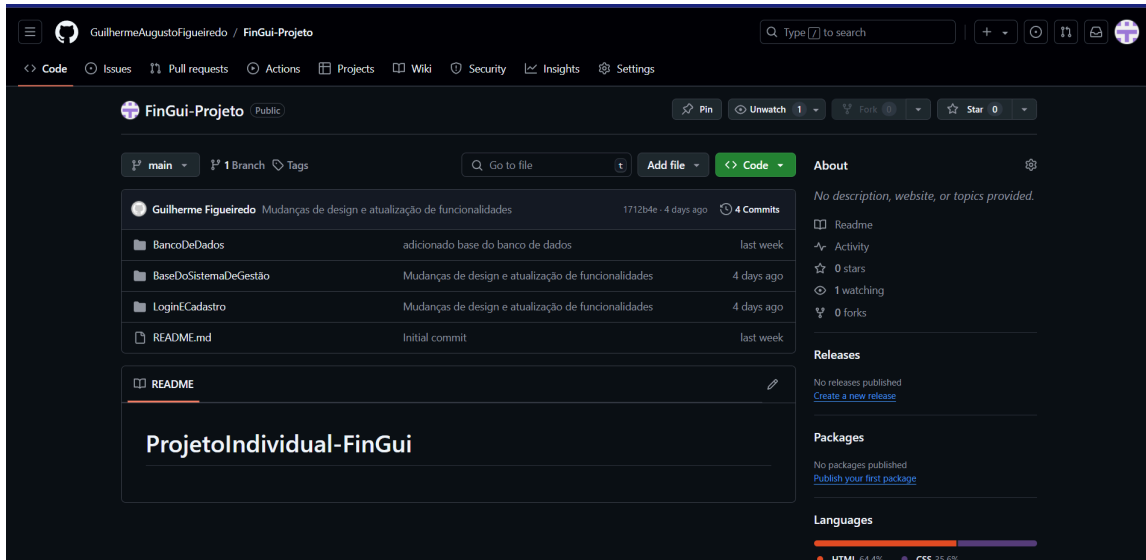 GuilhermeAugustoFigueiredo / FinGui-Projeto
Type / to search
Code Issues Pull requests Actions Projects Wiki Security Insights Settings
FinGui-Projeto Public
Pin Unwatch 1 Fork 0 Star 0
main 1 Branch Tags Go to file t Add file Code
Guilherme Figueiredo Mudanças de design e atualização de funcionalidades 1712b4e · 4 days ago 4 Commits
BancoDeDados adicionado base do banco de dados last week
BaseDoSistemaDeGestão Mudanças de design e atualização de funcionalidades 4 days ago
LoginECadastro Mudanças de design e atualização de funcionalidades 4 days ago
README.md Initial commit last week
README
ProjetoIndividual-FinGui
About
No description, website, or topics provided.
Readme
Activity
0 stars
1 watching
0 forks
Releases
No releases published
Create a new release
Packages
No packages published
Publish your first package
Languages
HTML 64.4% CSS 35.6%